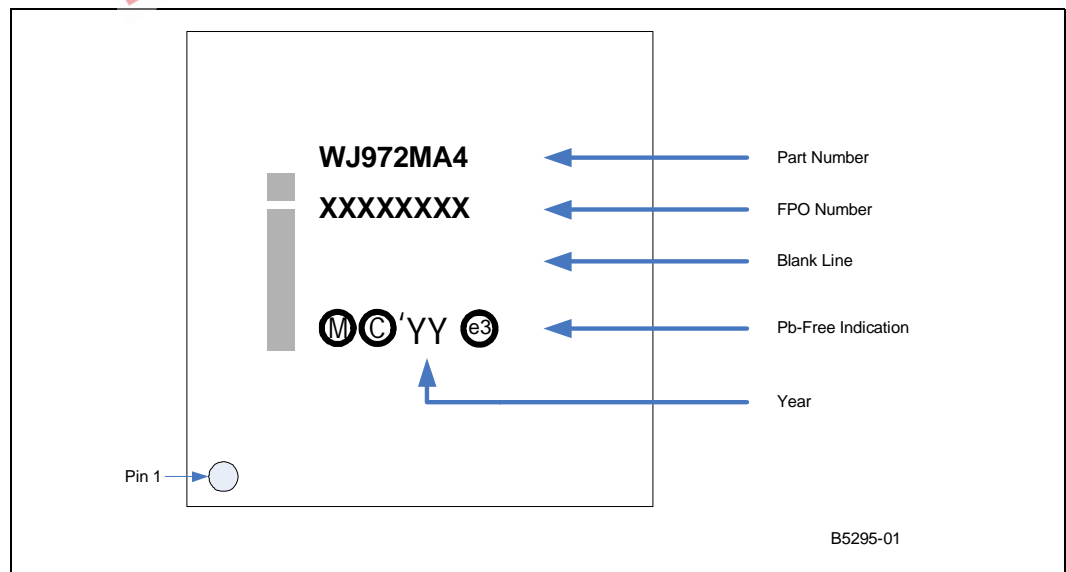 WJ972MA4 Part Number
XXXXXXXX FPO Number
Blank Line
M C 'YY e3 Pb-Free Indication
Year
Pin 1
B5295-01